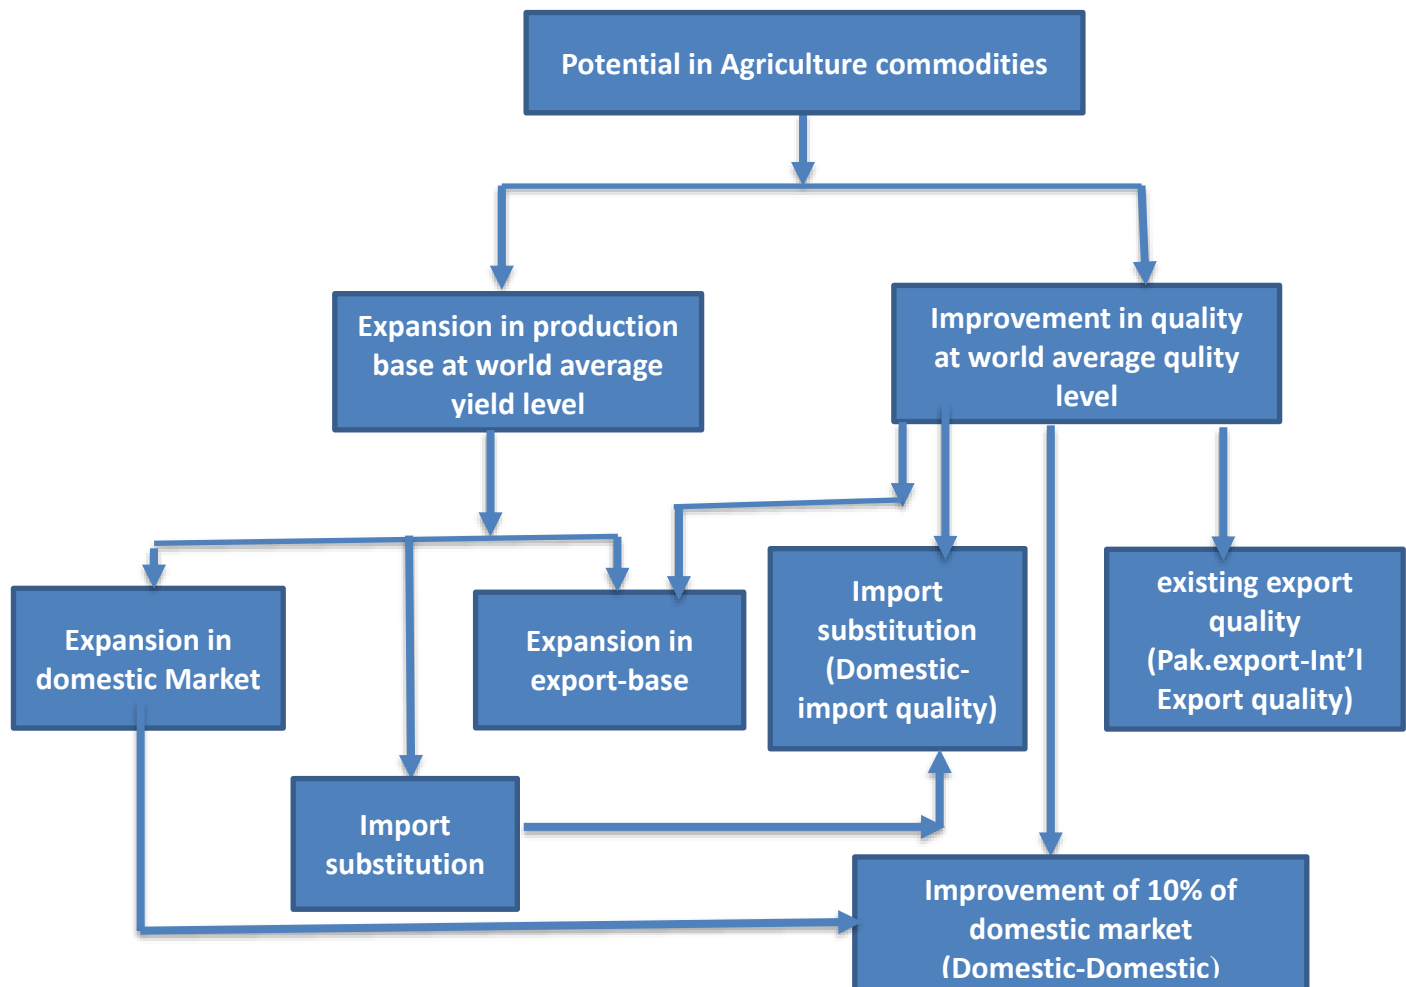 Potential in Agriculture commodities
Expansion in production
base at world average
yield level
Improvement in quality
at world average qulity
level
Expansion in
domestic Market
Expansion in
export-base
Import
substitution
(Domestic-
import quality)
existing export
quality
(Pak.export-Int’l
Export quality)
Import
substitution
Improvement of 10% of
domestic market
(Domestic-Domestic)